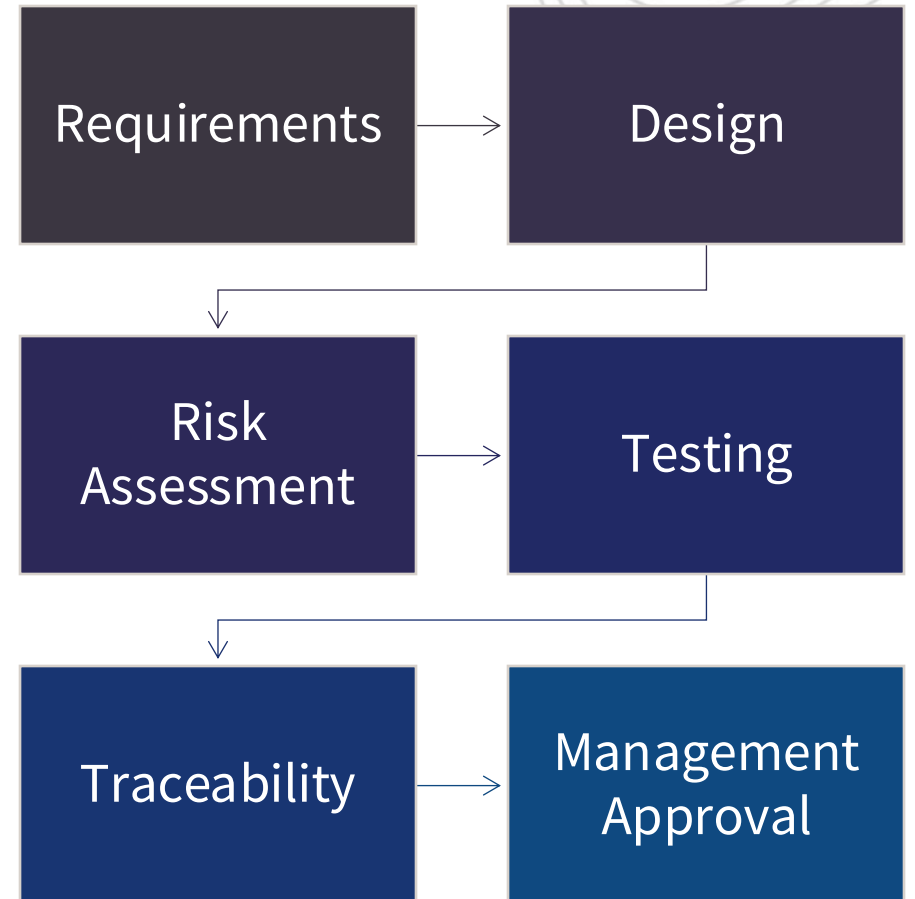 Requirements
Design
Risk
Assessment
Testing
Traceability
Management
Approval